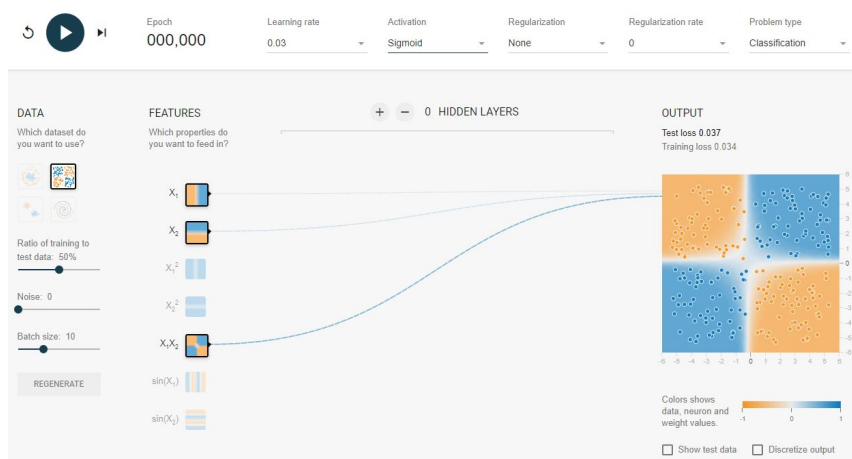 Epoch
000,000
Learning rate
0.03
Activation
Sigmoid
Regularization
None
Regularization rate
0
Problem type
Classification
DATA
Which dataset do
you want to use?
Ratio of training to
test data: 50%
Noise: 0
Batch size: 10
REGENERATE
FEATURES
Which properties do
you want to feed in?
X₁
X₂
X₁²
X₂²
X₁X₂
sin(X₁)
sin(X₂)
+ − 0 HIDDEN LAYERS
OUTPUT
Test loss 0.037
Training loss 0.034
6
5
4
3
2
1
0
-1
-2
-3
-4
-5
-6 -5 -4 -3 -2 -1 0 1 2 3 4 5 6
Colors shows
data, neuron and
weight values.
-1 0 1
Show test data
Discretize output